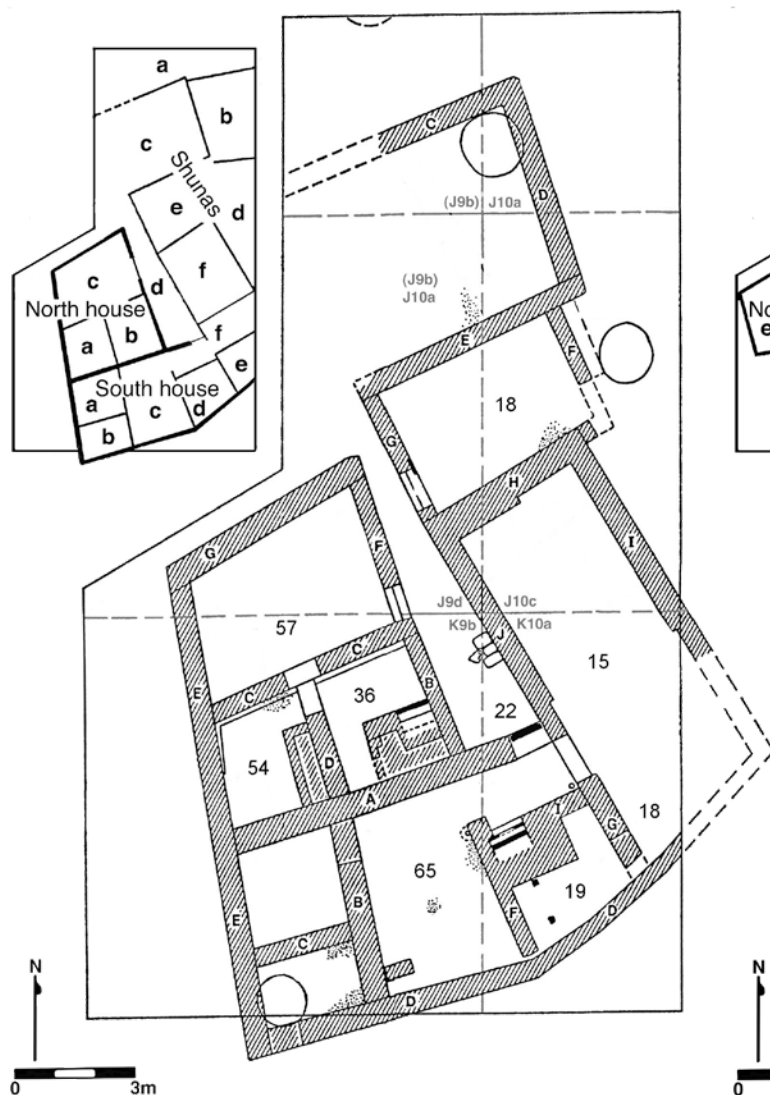 a
b
c
Shunas
e
d
c
f
North house
d
a
b
f
e
South house
a
c
d
b
C
(J9b) J10a
D
(J9b)
J10a
E
F
18
G
H
I
G
F
J9d J10c
K9b K10a
57
J
C
15
E
C
36
B
22
54
D
A
I
G
18
65
19
B
F
D
E
C
D
N
0 3m
No
e
N
0